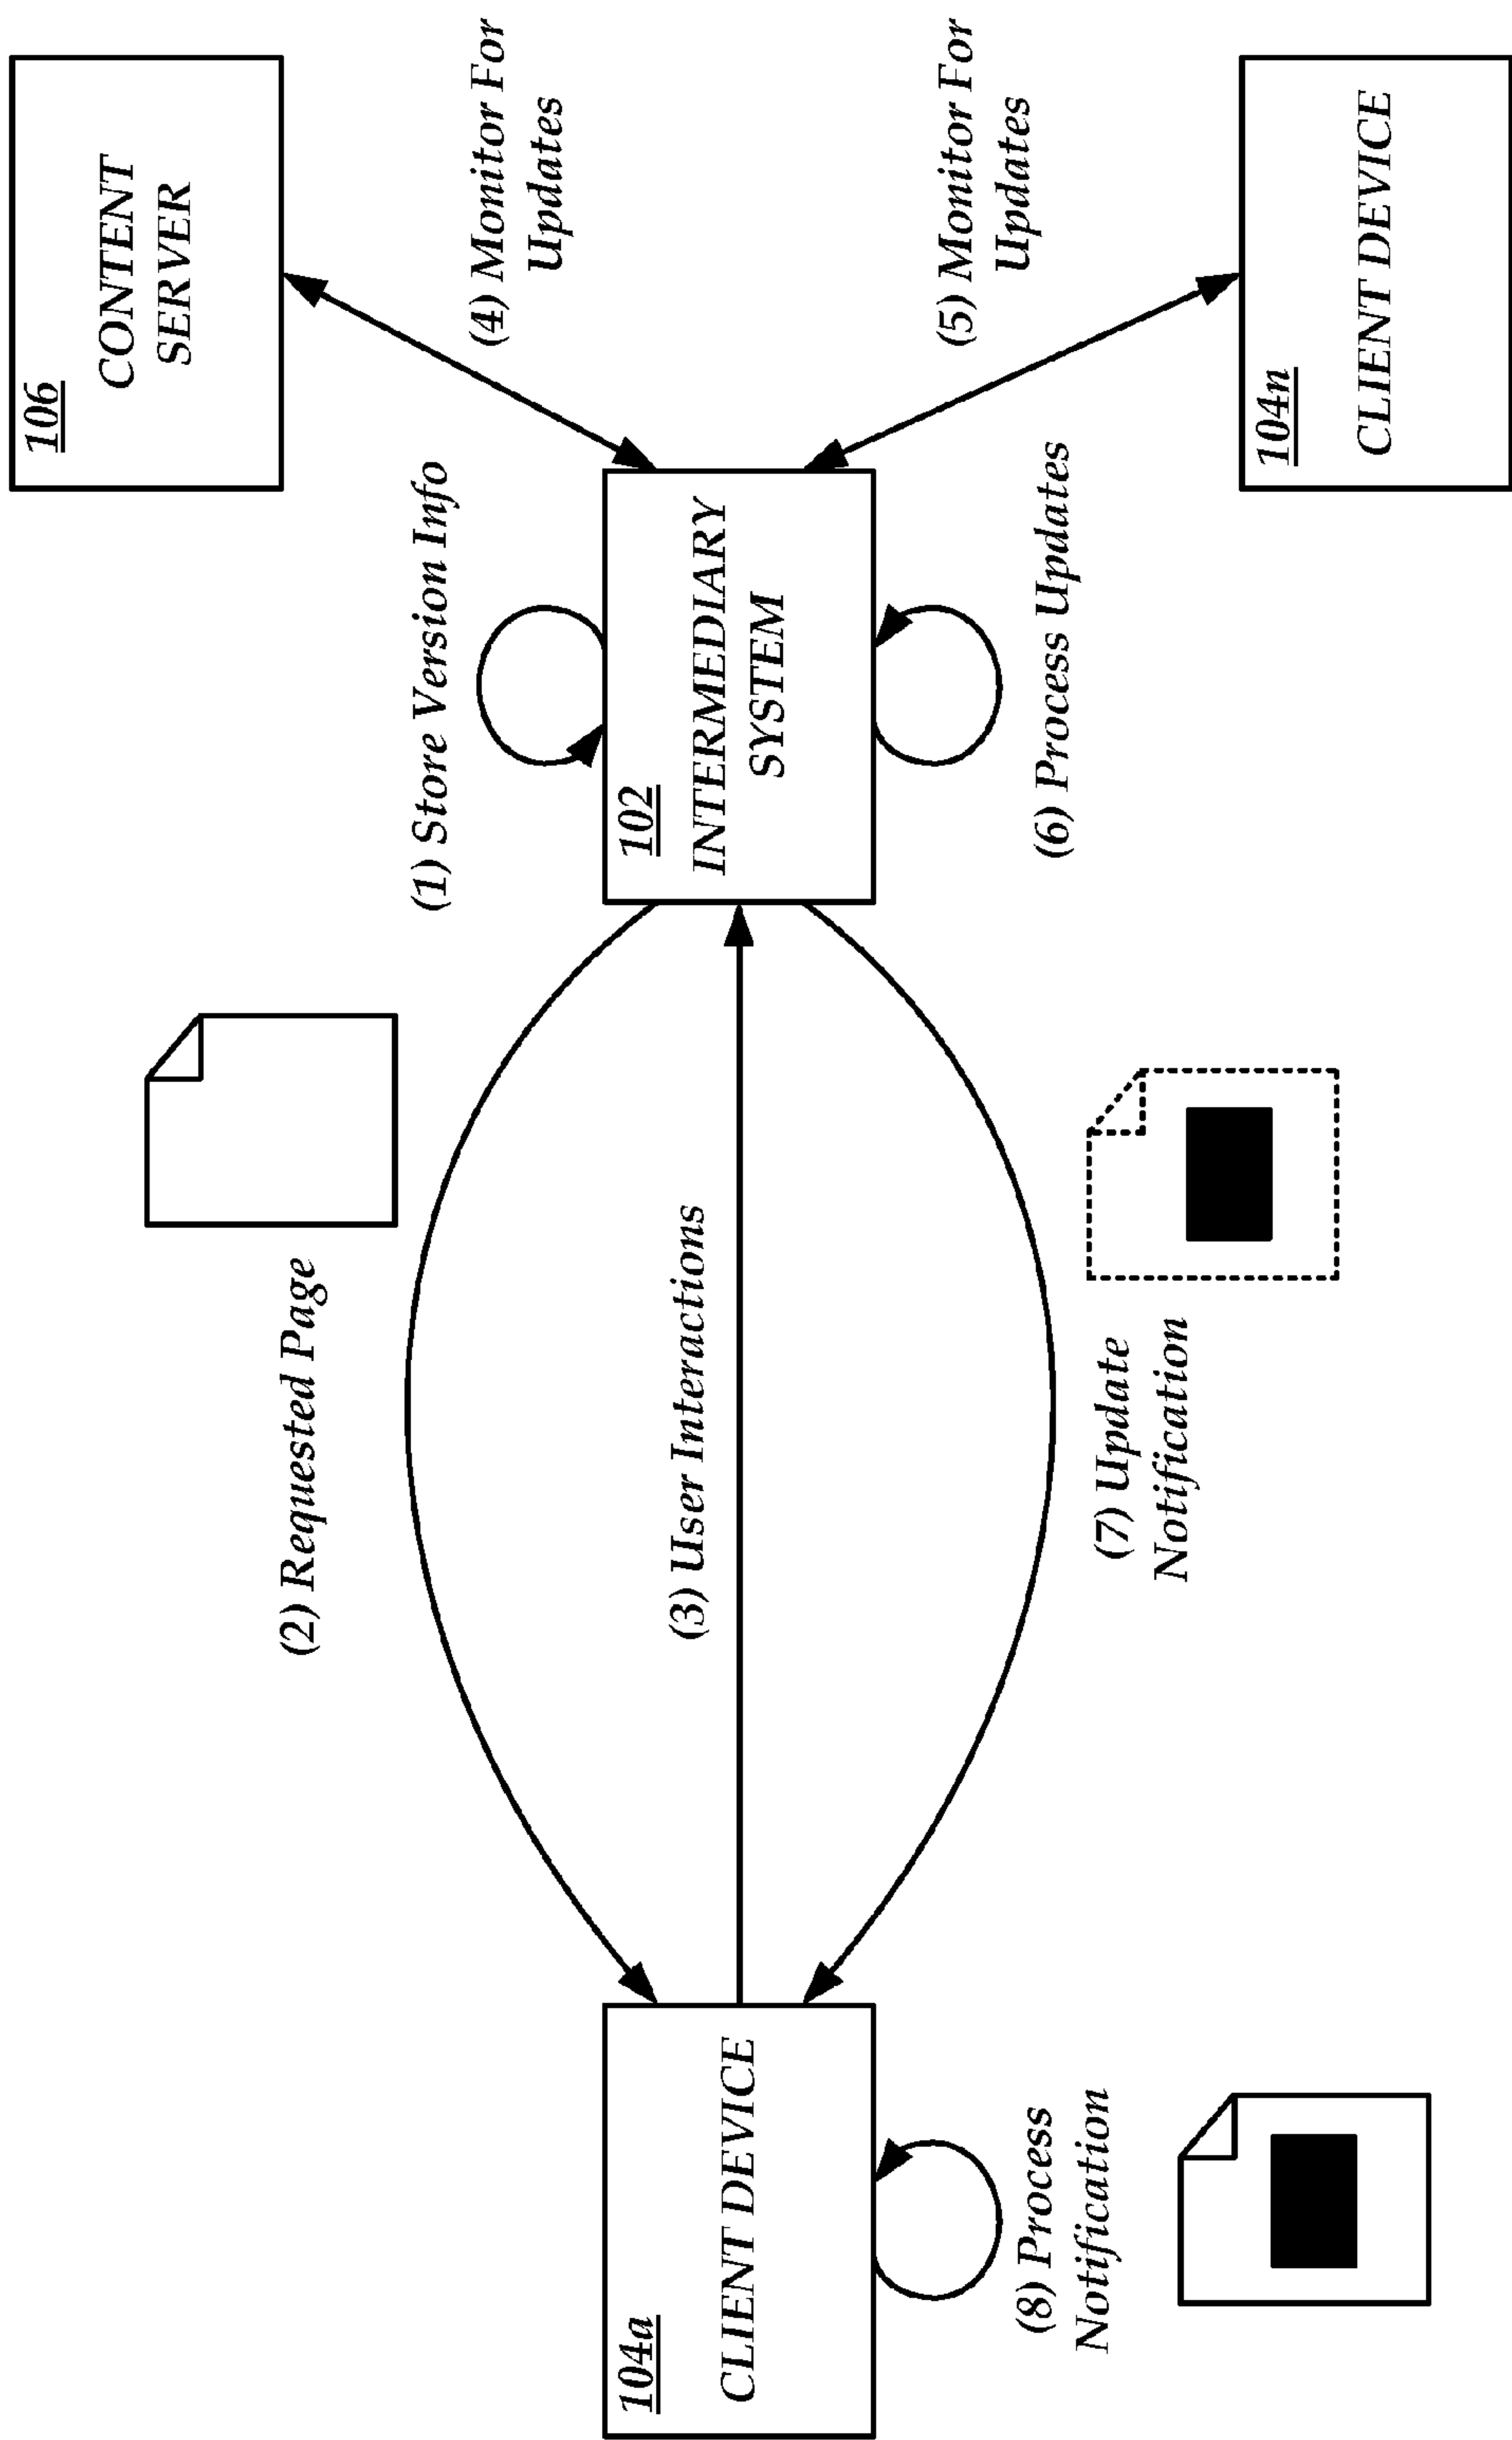 106
CONTENT
SERVER
(1) Store Version Info
(2) Requested Page
(4) Monitor For
Updates
104a
CLIENT DEVICE
(3) User Interactions
102
INTERMEDIARY
SYSTEM
(5) Monitor For
Updates
(8) Process
Notification
(7) Update
Notification
(6) Process Updates
104n
CLIENT DEVICE